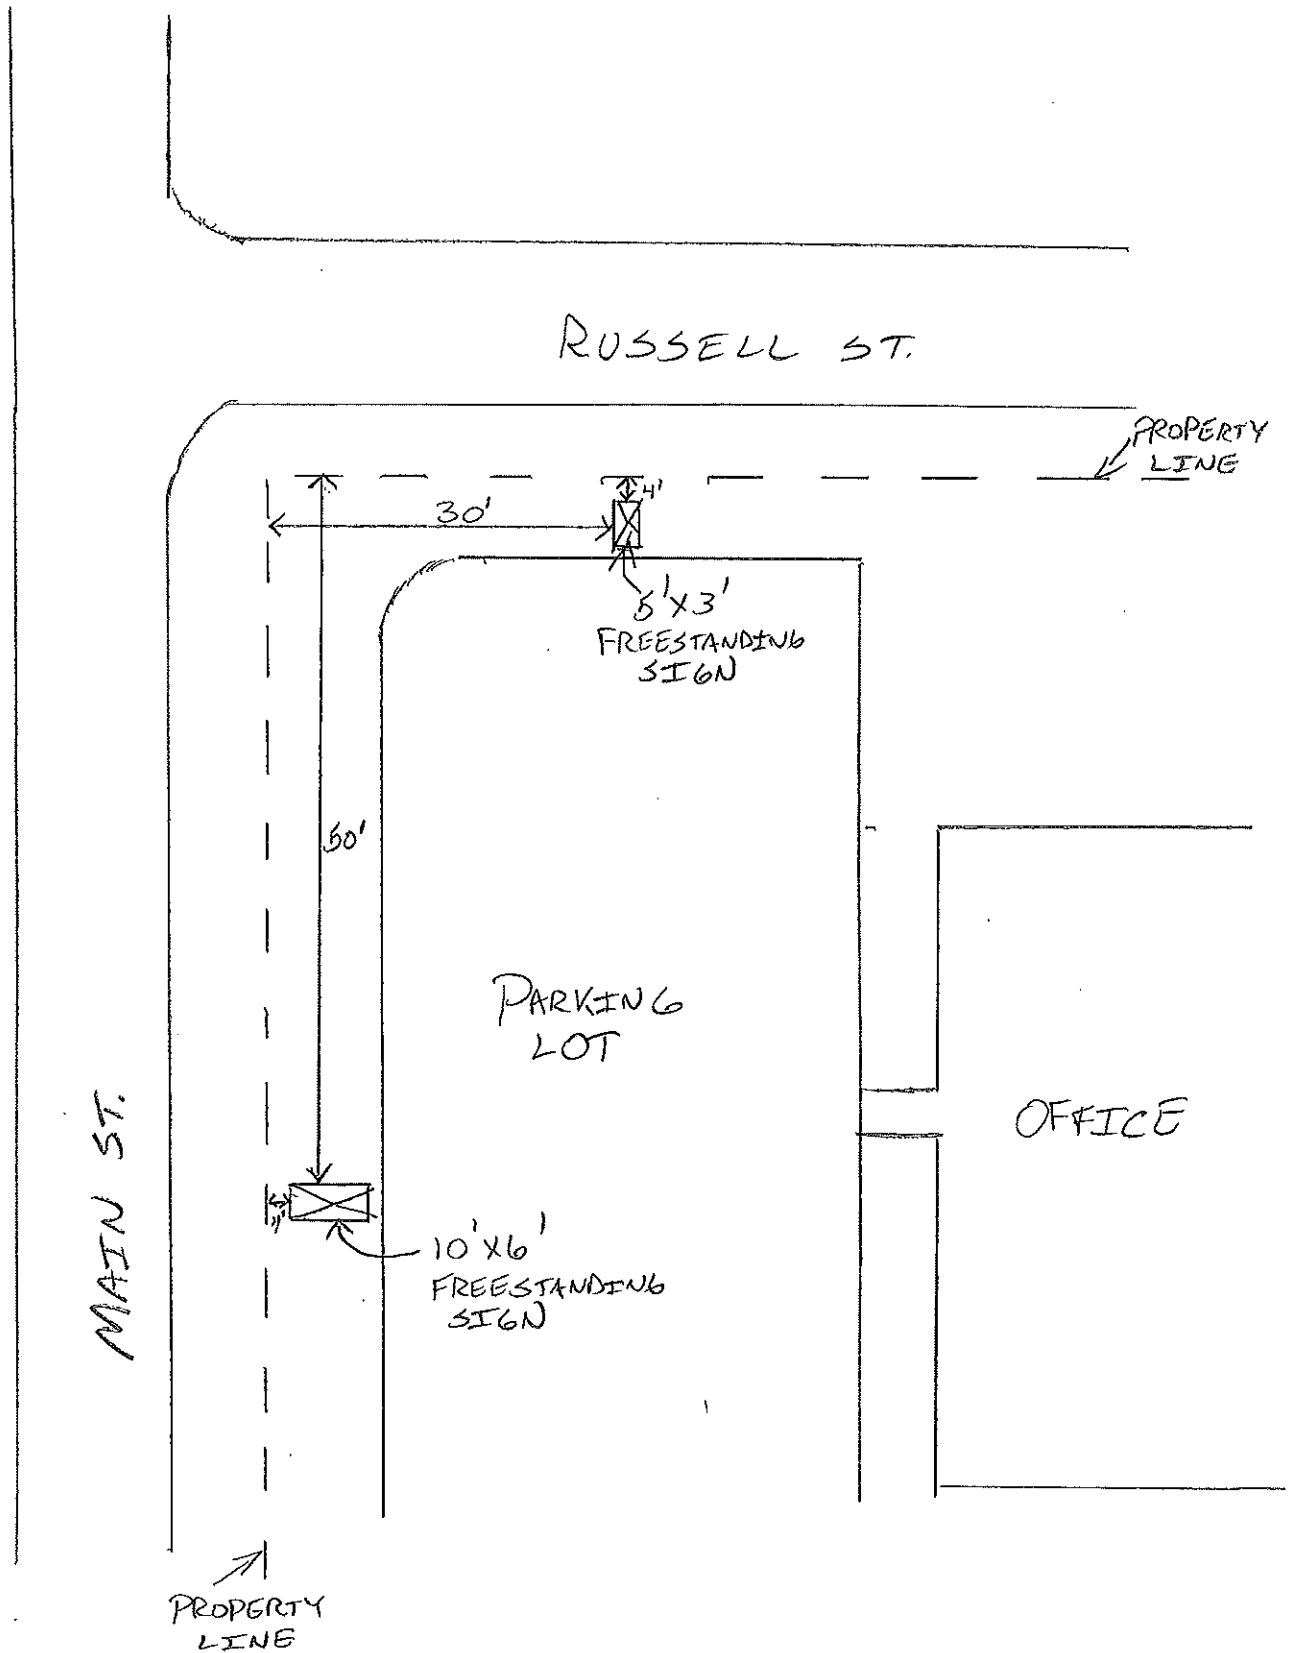 RUSSELL ST.
PROPERTY
LINE
4'
30'
5'X3'
FREESTANDING
SIGN
50'
PARKING
LOT
OFFICE
MAIN ST.
4'
10'X6'
FREESTANDING
SIGN
PROPERTY
LINE